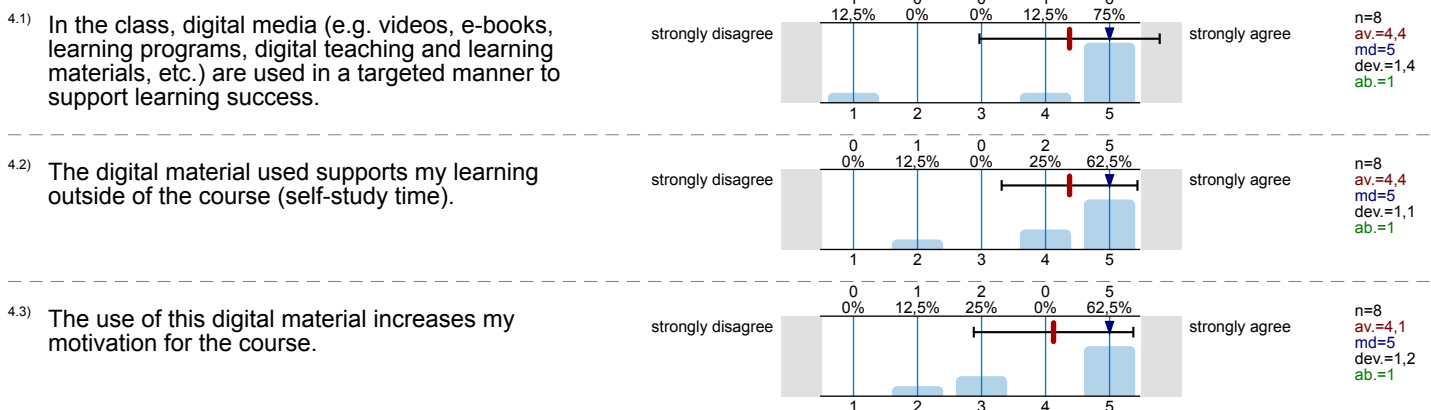 4.1) In the class, digital media (e.g. videos, e-books,
learning programs, digital teaching and learning
materials, etc.) are used in a targeted manner to
support learning success.
12,5% 0% 0% 12,5% 75%
strongly disagree
strongly agree
1 2 3 4 5
n=8
av.=4,4
md=5
dev.=1,4
ab.=1
4.2) The digital material used supports my learning
outside of the course (self-study time).
0 1 0 2 5
0% 12,5% 0% 25% 62,5%
strongly disagree
strongly agree
1 2 3 4 5
n=8
av.=4,4
md=5
dev.=1,1
ab.=1
4.3) The use of this digital material increases my
motivation for the course.
0 1 2 0 5
0% 12,5% 25% 0% 62,5%
strongly disagree
strongly agree
1 2 3 4 5
n=8
av.=4,1
md=5
dev.=1,2
ab.=1